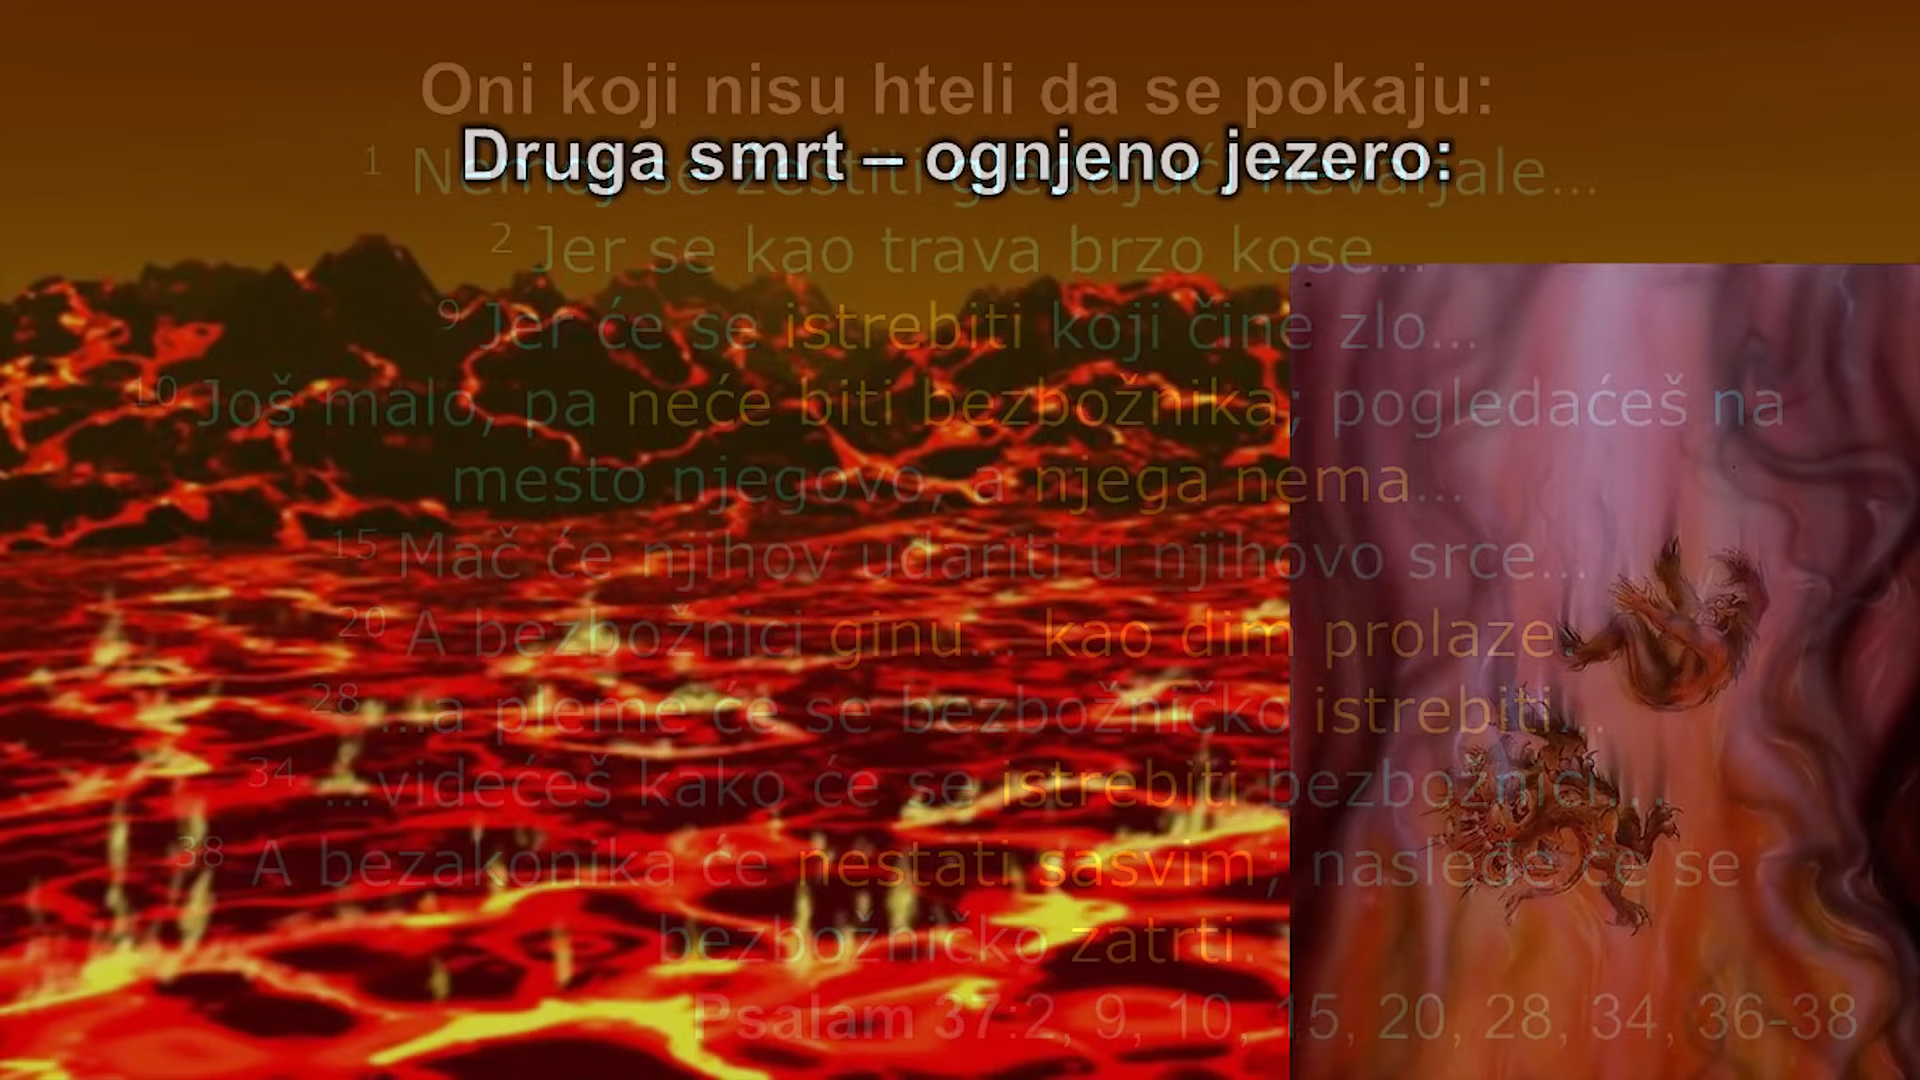 Oni koji nisu hteli da se pokaju:
Druga smrt – ognjeno jezero:
1 Nemoj se žestiti gledajući nevaljale...
2 Jer se kao trava brzo kose...
9 Jer će se istrebiti koji čine zlo...
10 Još malo, pa neće biti bezbožnika; pogledaćeš na
mesto njegovo, a njega nema...
15 Mač će njihov udariti u njihovo srce...
20 A bezbožnici ginu... kao dim prolaze.
28 ...a pleme će se bezbožničko istrebiti...
34 ...videćeš kako će se istrebiti bezbožnici...
38 A bezakonika će nestati sasvim; nasleđe će se
bezbožničko zatrti.
Psalam 37:2, 9, 10, 15, 20, 28, 34, 36-38